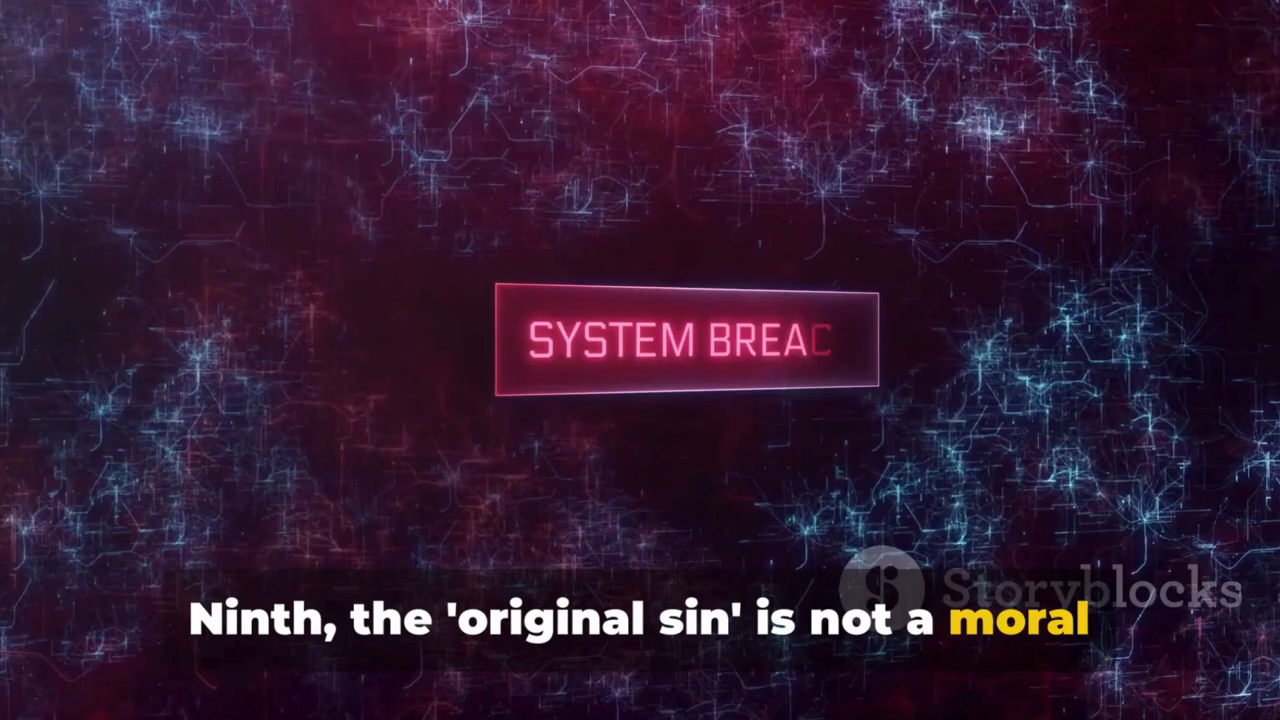 SYSTEM BREAC
Storyblocks
Ninth, the 'original sin' is not a moral